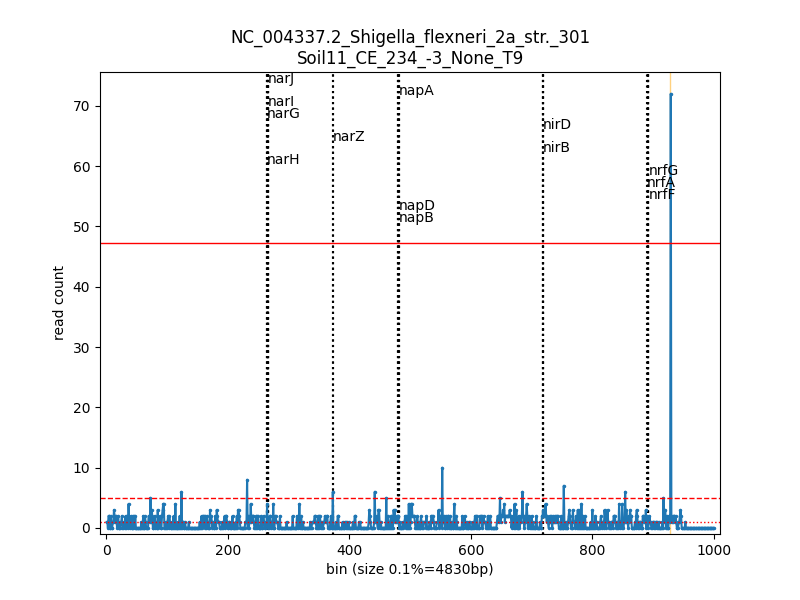 NC_004337.2_Shigella_flexneri_2a_str._301
Soil11_CE_234_-3_None_T9
narJ
narI
narG
narH
narZ
napA
napD
napB
nirD
nirB
nrfG
nrfA
nrfF
read count
70
60
50
40
30
20
10
0
0 200 400 600 800 1000
bin (size 0.1%=4830bp)